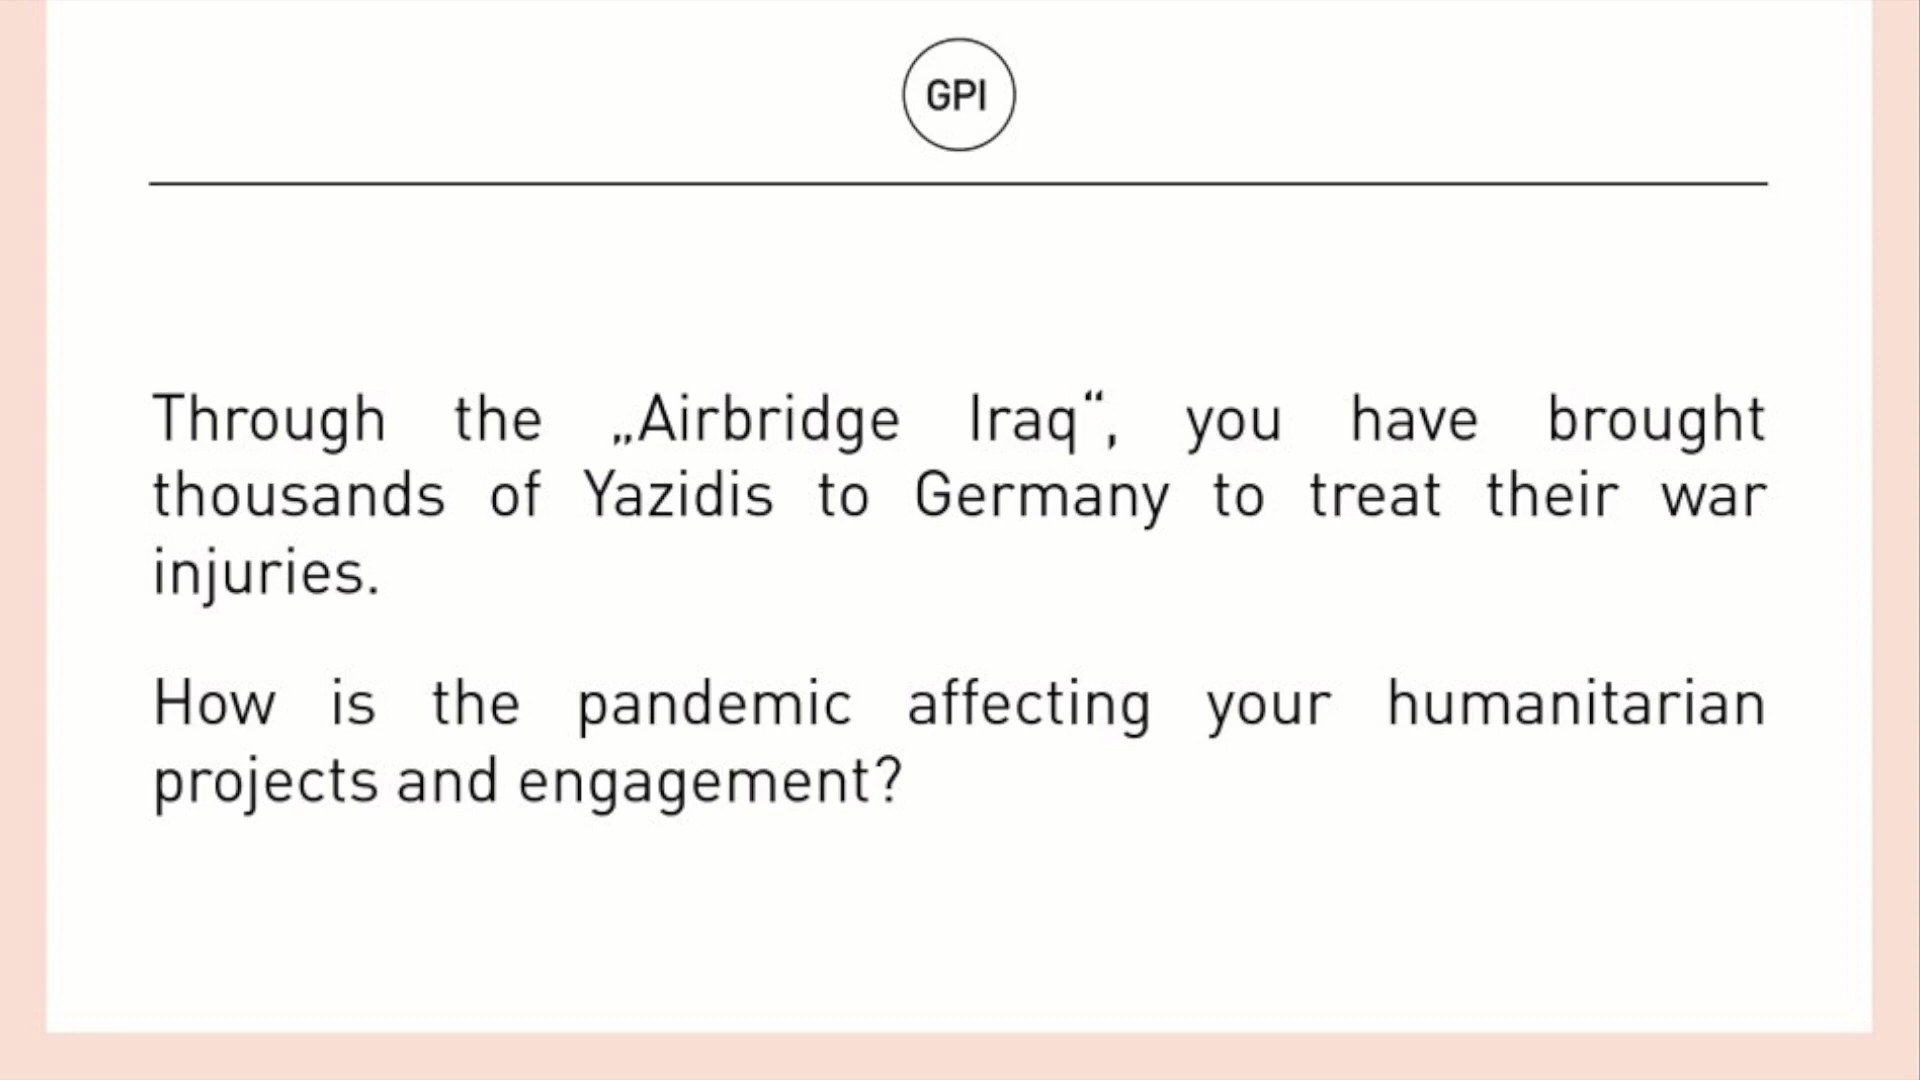 GPI
Through the „Airbridge Iraq“, you have brought
thousands of Yazidis to Germany to treat their war
injuries.
How is the pandemic affecting your humanitarian
projects and engagement?